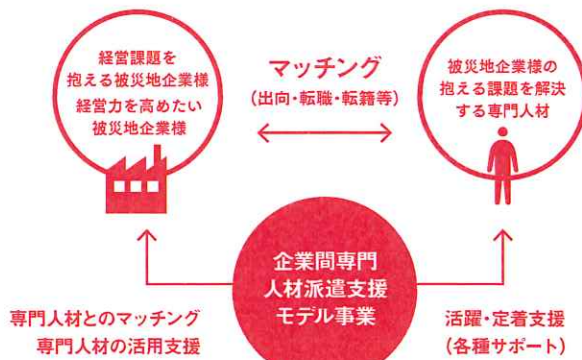 経営課題を
抱える被災地企業様
経営力を高めたい
被災地企業様
マッチング
(出向・転職・転籍等)
被災地企業様の
抱える課題を解決
する専門人材
企業間専門
人材派遣支援
モデル事業
専門人材とのマッチング
専門人材の活用支援
活躍・定着支援
(各種サポート)